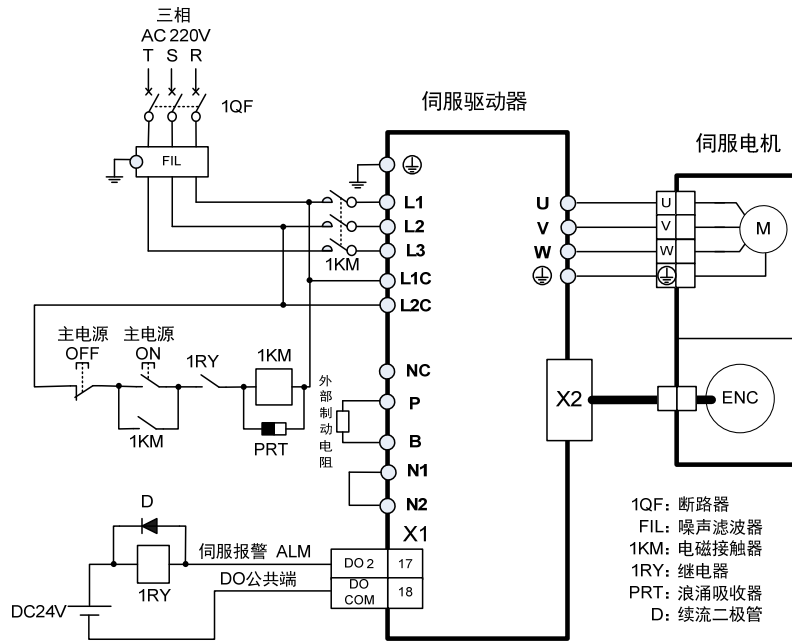 三相
AC 220V
T S R
1QF
FIL
伺服驱动器
伺服电机
L1
L2
L3
1KM
L1C
L2C
U
V
W
U
V
W
M
主电源
OFF
主电源
ON
1RY
1KM
1KM
PRT
外部制动电阻
NC
P
B
N1
N2
X2
ENC
X1
D
1RY
伺服报警 ALM
DO公共端
DC24V
DO 2
17
DO
COM
18
1QF：断路器
FIL：噪声滤波器
1KM：电磁接触器
1RY：继电器
PRT：浪涌吸收器
D：续流二极管